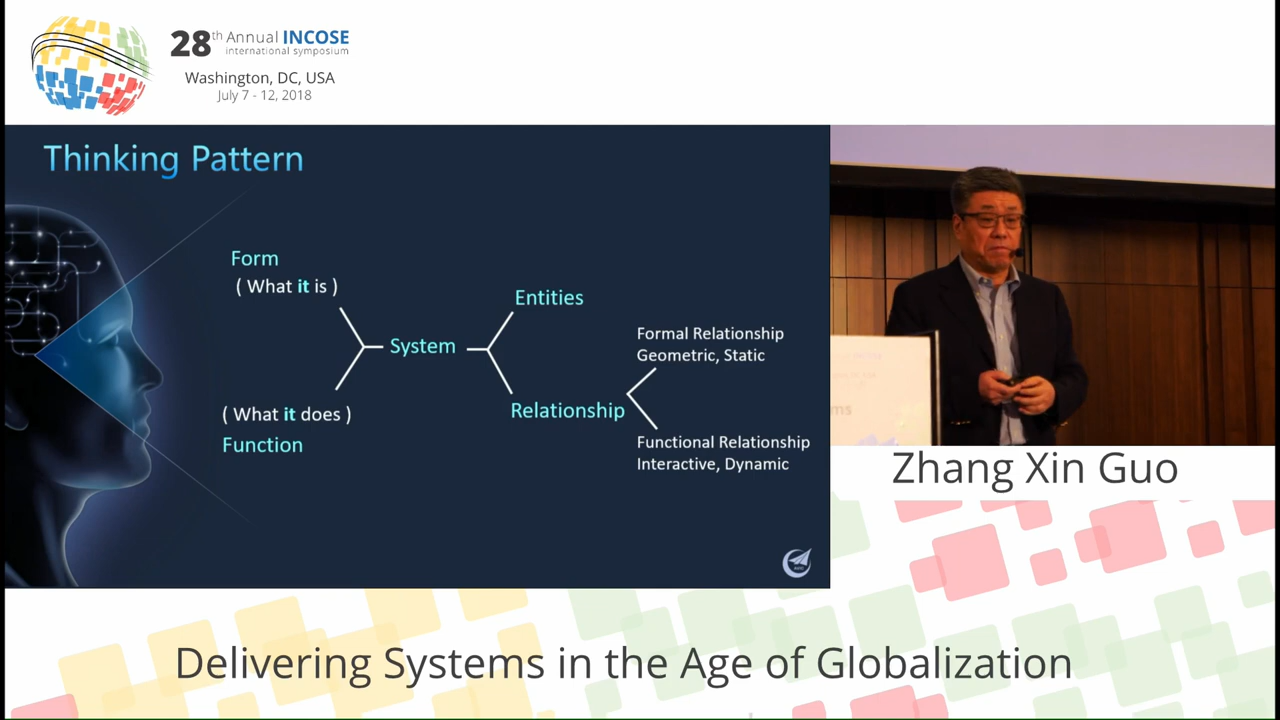 28th Annual INCOSE
international symposium
Washington, DC, USA
July 7 - 12, 2018
Thinking Pattern
Form
( What it is )
System
( What it does )
Function
Entities
Relationship
Formal Relationship
Geometric, Static
Functional Relationship
Interactive, Dynamic
INCOSE
Zhang Xin Guo
Delivering Systems in the Age of Globalization